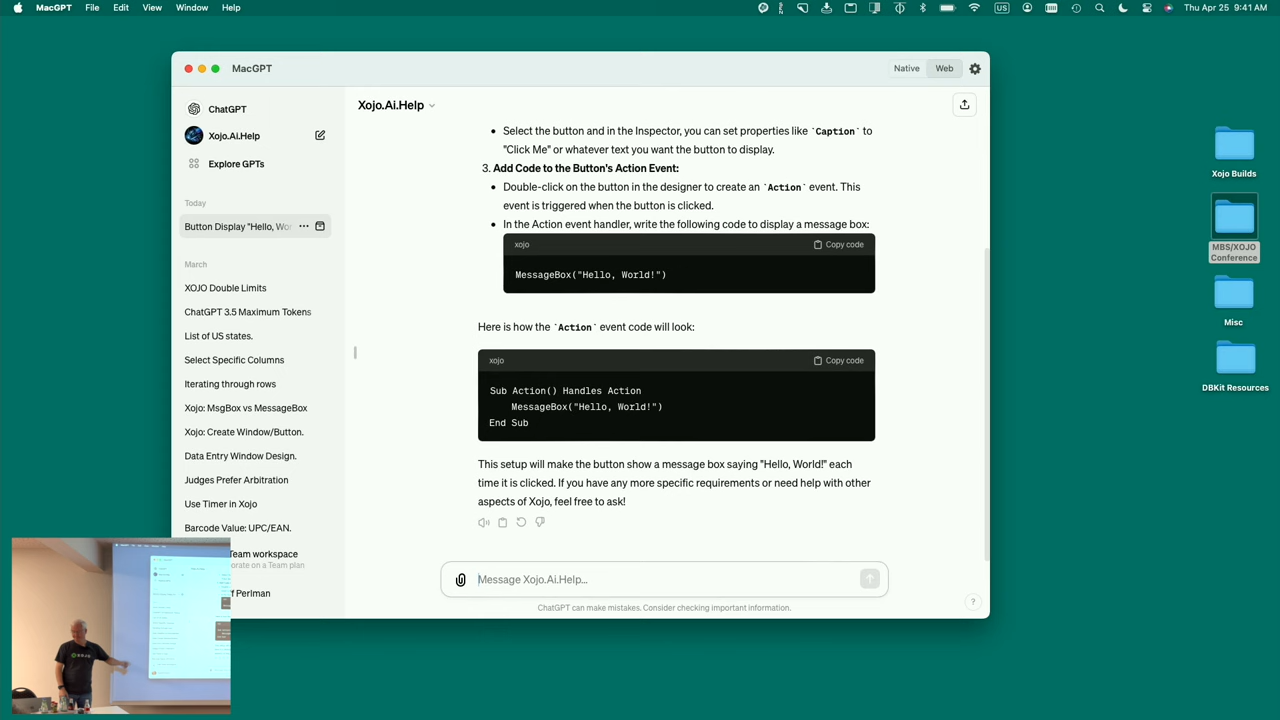 MacGPT File Edit View Window Help
US
Thu Apr 25 9:41 AM
MacGPT
Native Web
ChatGPT
Xojo.Ai.Help
Explore GPTs
Today
Button Display "Hello, Wo
March
XOJO Double Limits
ChatGPT 3.5 Maximum Tokens
List of US states.
Select Specific Columns
Iterating through rows
Xojo: MsgBox vs MessageBox
Xojo: Create Window/Button.
Data Entry Window Design.
Judges Prefer Arbitration
Use Timer in Xojo
Barcode Value: UPC/EAN.
Team workspace
orate on a Team plan
f Perlman
Xojo.Ai.Help
• Select the button and in the Inspector, you can set properties like `Caption` to
"Click Me" or whatever text you want the button to display.
3. Add Code to the Button's Action Event:
• Double-click on the button in the designer to create an `Action` event. This
event is triggered when the button is clicked.
• In the Action event handler, write the following code to display a message box:
xojo Copy code
MessageBox("Hello, World!")
Here is how the `Action` event code will look:
xojo Copy code
Sub Action() Handles Action
MessageBox("Hello, World!")
End Sub
This setup will make the button show a message box saying "Hello, World!" each
time it is clicked. If you have any more specific requirements or need help with other
aspects of Xojo, feel free to ask!
Message Xojo.Ai.Help...
ChatGPT can make mistakes. Consider checking important information.
?
Xojo Builds
MBS/XOJO
Conference
Misc
DBKit Resources
XOJO